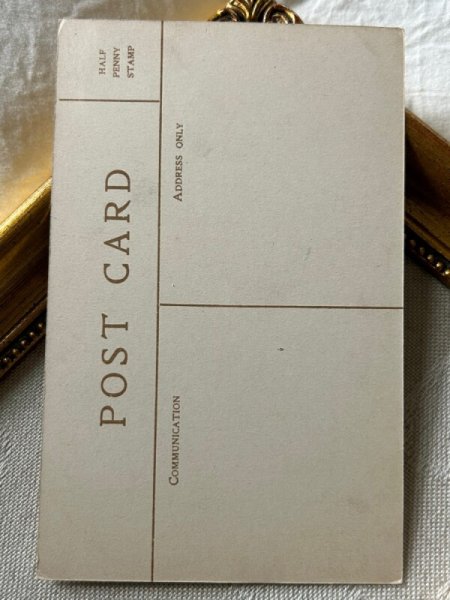 POST CARD
HALF
PENNY
STAMP
COMMUNICATION
ADDRESS ONLY